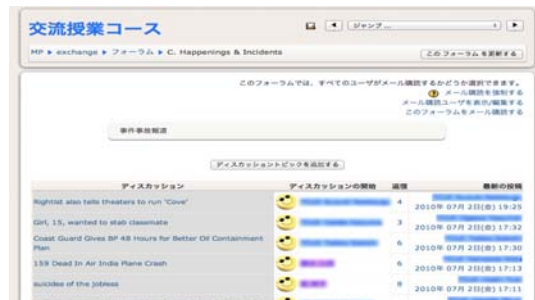 交流授業コース
ジャンプ...
MP ▶ exchange ▶ フォーラム ▶ C. Happenings & Incidents
このフォーラムを更新する
このフォーラムでは、すべてのユーザがメール購読するかどうか選択できます。
メール購読を強制する
メール購読ユーザを表示/編集する
このフォーラムをメール購読する
事件事故報道
ディスカッショントピックを追加する
ディスカッション ディスカッションの開始 返信 最新の投稿
Rightist also tells theaters to run 'Cove' 4
2010年 07月 2日(金) 19:25
Girl, 15, wanted to stab classmate 3
2010年 07月 2日(金) 17:32
Coast Guard Gives BP 48 Hours for Better Oil Containment Plan 6
2010年 07月 2日(金) 17:30
159 Dead In Air India Plane Crash 6
2010年 07月 2日(金) 17:13
suicides of the jobless 8
2010年 07月 2日(金) 17:11